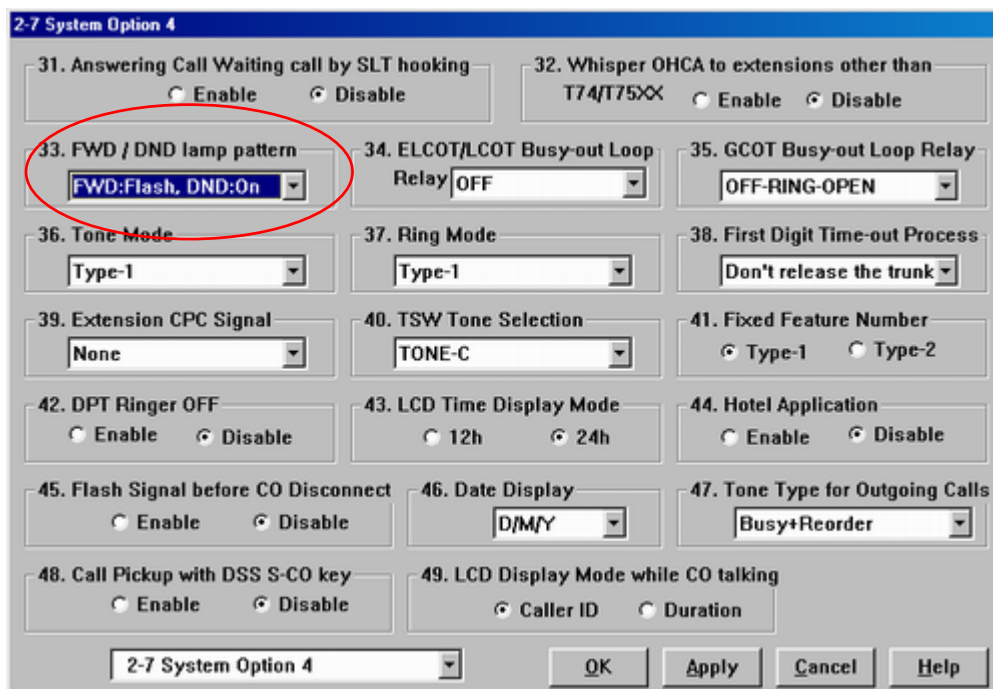 2-7 System Option 4
31. Answering Call Waiting call by SLT hooking
Enable Disable
32. Whisper OHCA to extensions other than
T74/T75XX Enable Disable
33. FWD / DND lamp pattern
FWD:Flash, DND:On
34. ELCOT/LCOT Busy-out Loop
Relay OFF
35. GCOT Busy-out Loop Relay
OFF-RING-OPEN
36. Tone Mode
Type-1
37. Ring Mode
Type-1
38. First Digit Time-out Process
Don't release the trunk
39. Extension CPC Signal
None
40. TSW Tone Selection
TONE-C
41. Fixed Feature Number
Type-1 Type-2
42. DPT Ringer OFF
Enable Disable
43. LCD Time Display Mode
12h 24h
44. Hotel Application
Enable Disable
45. Flash Signal before CO Disconnect
Enable Disable
46. Date Display
D/M/Y
47. Tone Type for Outgoing Calls
Busy+Reorder
48. Call Pickup with DSS S-CO key
Enable Disable
49. LCD Display Mode while CO talking
Caller ID Duration
2-7 System Option 4
OK Apply Cancel Help